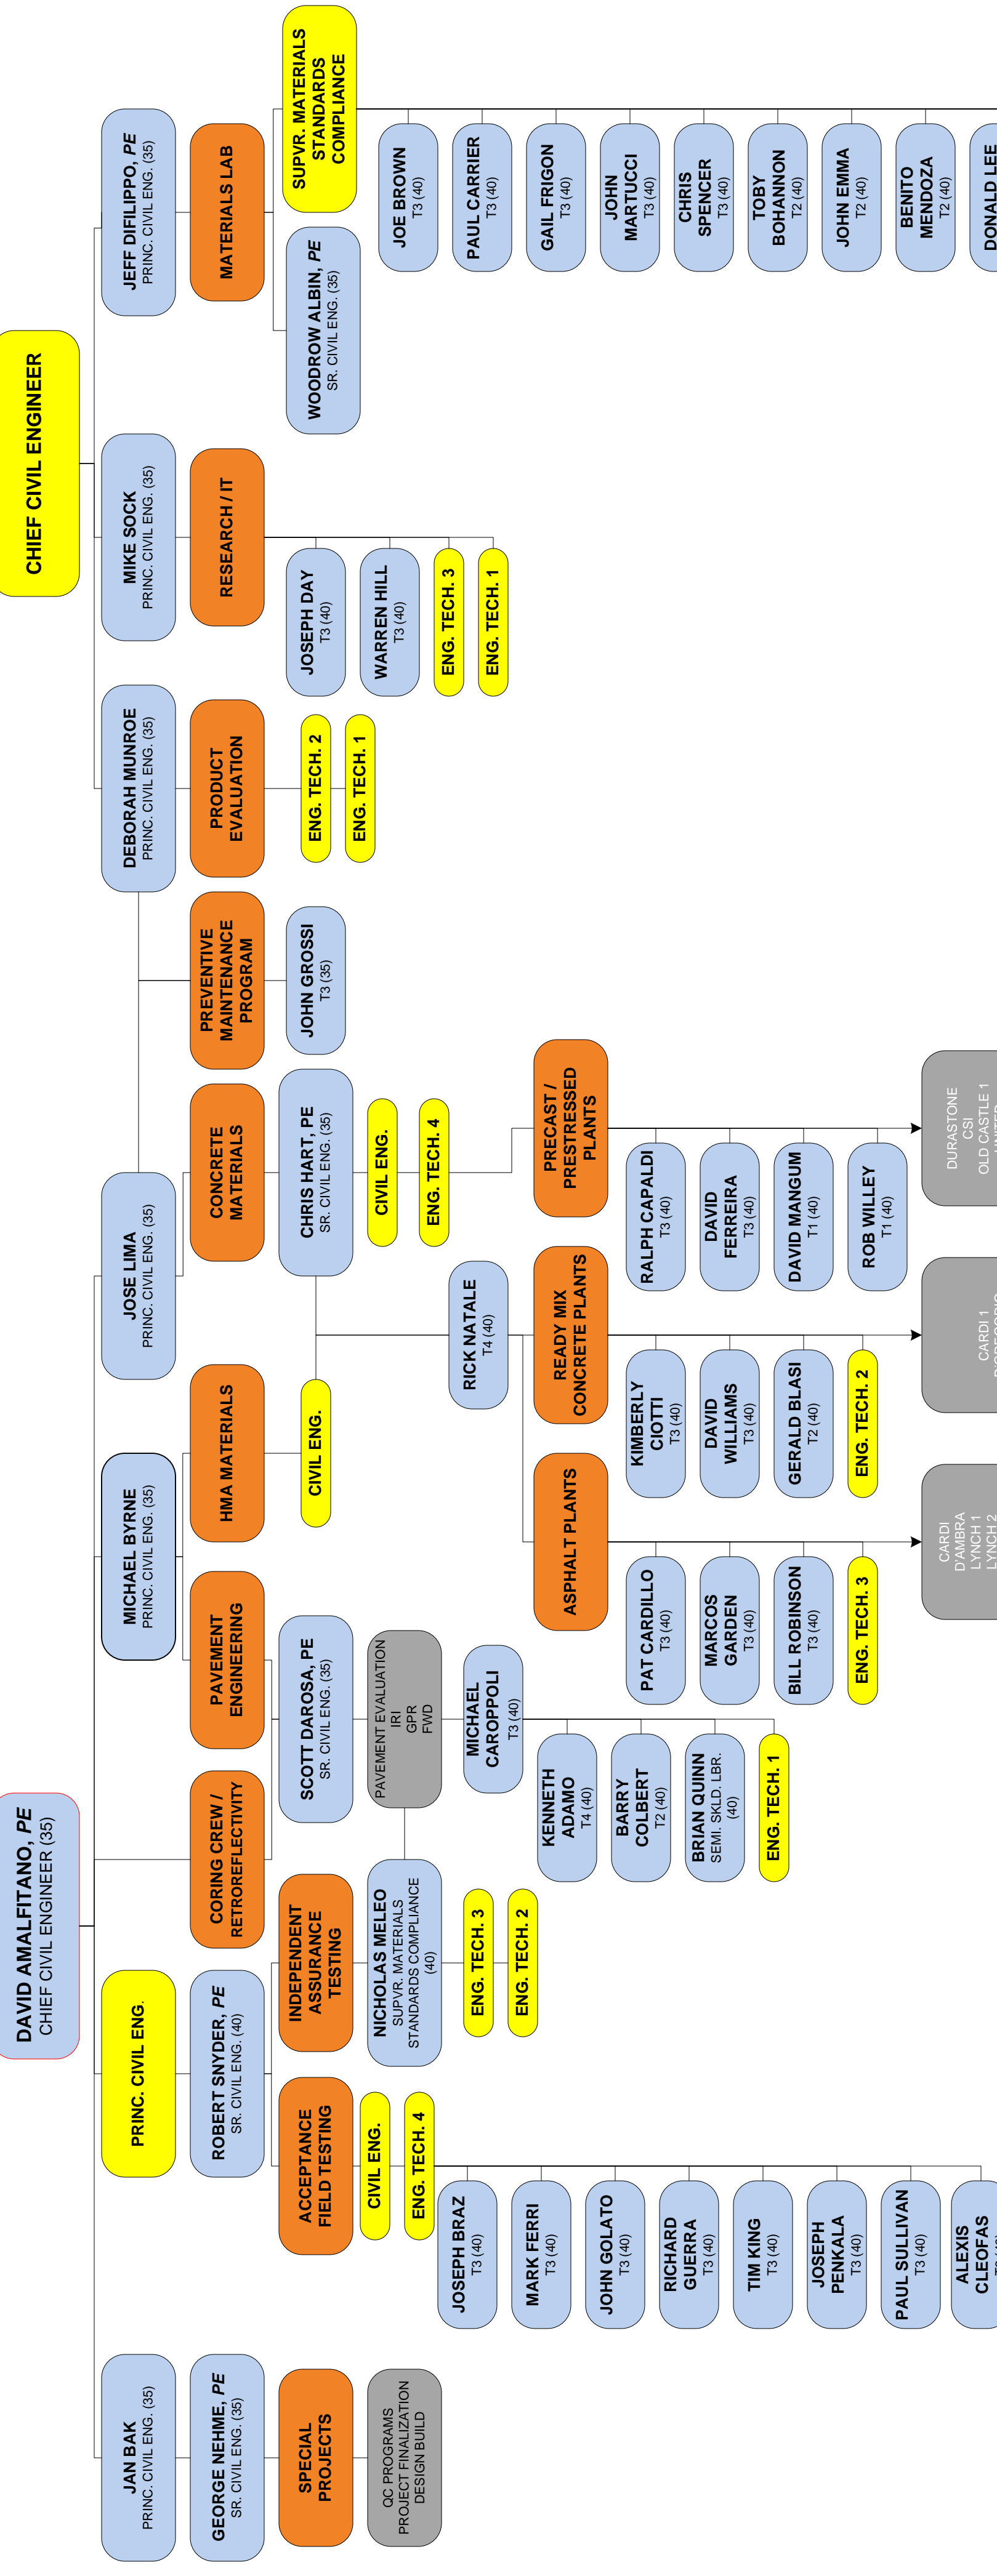 DAVID AMALFITANO, PE
CHIEF CIVIL ENGINEER (35)
CHIEF CIVIL ENGINEER
JAN BAK
PRINC. CIVIL ENG. (35)
PRINC. CIVIL ENG.
MICHAEL BYRNE
PRINC. CIVIL ENG. (35)
JOSE LIMA
PRINC. CIVIL ENG. (35)
DEBORAH MUNROE
PRINC. CIVIL ENG. (35)
MIKE SOCK
PRINC. CIVIL ENG. (35)
JEFF DIFILIPPO, PE
PRINC. CIVIL ENG. (35)
GEORGE NEHME, PE
SR. CIVIL ENG. (35)
ROBERT SNYDER, PE
SR. CIVIL ENG. (40)
CORING CREW /
RETROREFLECTIVITY
PAVEMENT
ENGINEERING
HMA MATERIALS
CONCRETE
MATERIALS
PREVENTIVE
MAINTENANCE
PROGRAM
PRODUCT
EVALUATION
RESEARCH / IT
MATERIALS LAB
SPECIAL
PROJECTS
QC PROGRAMS
PROJECT FINALIZATION
DESIGN BUILD
ACCEPTANCE
FIELD TESTING
CIVIL ENG.
ENG. TECH. 4
JOSEPH BRAZ
T3 (40)
MARK FERRI
T3 (40)
JOHN GOLATO
T3 (40)
RICHARD
GUERRA
T3 (40)
TIM KING
T3 (40)
JOSEPH
PENKALA
T3 (40)
PAUL SULLIVAN
T3 (40)
ALEXIS
CLEOFAS
INDEPENDENT
ASSURANCE
TESTING
NICHOLAS MELEO
SUPVR. MATERIALS
STANDARDS COMPLIANCE
(40)
ENG. TECH. 3
ENG. TECH. 2
SCOTT DAROSA, PE
SR. CIVIL ENG. (35)
PAVEMENT EVALUATION
IRI
GPR
FWD
MICHAEL
CAROPPOLI
T3 (40)
KENNETH
ADAMO
T4 (40)
BARRY
COLBERT
T2 (40)
BRIAN QUINN
SEMI. SKLD. LBR.
(40)
ENG. TECH. 1
CIVIL ENG.
CHRIS HART, PE
SR. CIVIL ENG. (35)
CIVIL ENG.
ENG. TECH. 4
RICK NATALE
T4 (40)
ASPHALT PLANTS
PAT CARDILLO
T3 (40)
MARCOS
GARDEN
T3 (40)
BILL ROBINSON
T3 (40)
ENG. TECH. 3
CARDI
D'AMBRA
LYNCH 1
LYNCH 2
READY MIX
CONCRETE PLANTS
KIMBERLY
CIOTTI
T3 (40)
DAVID
WILLIAMS
T3 (40)
GERALD BLASI
T2 (40)
ENG. TECH. 2
CARDI 1
PRECAST /
PRESTRESSED
PLANTS
RALPH CAPALDI
T3 (40)
DAVID
FERREIRA
T3 (40)
DAVID MANGUM
T1 (40)
ROB WILLEY
T1 (40)
DURASTONE
CSI
OLD CASTLE 1
JOHN GROSSI
T3 (35)
ENG. TECH. 2
ENG. TECH. 1
JOSEPH DAY
T3 (40)
WARREN HILL
T3 (40)
ENG. TECH. 3
ENG. TECH. 1
WOODROW ALBIN, PE
SR. CIVIL ENG. (35)
SUPVR. MATERIALS
STANDARDS
COMPLIANCE
JOE BROWN
T3 (40)
PAUL CARRIER
T3 (40)
GAIL FRIGON
T3 (40)
JOHN
MARTUCCI
T3 (40)
CHRIS
SPENCER
T3 (40)
TOBY
BOHANNON
T2 (40)
JOHN EMMA
T2 (40)
BENITO
MENDOZA
T2 (40)
DONALD LEE